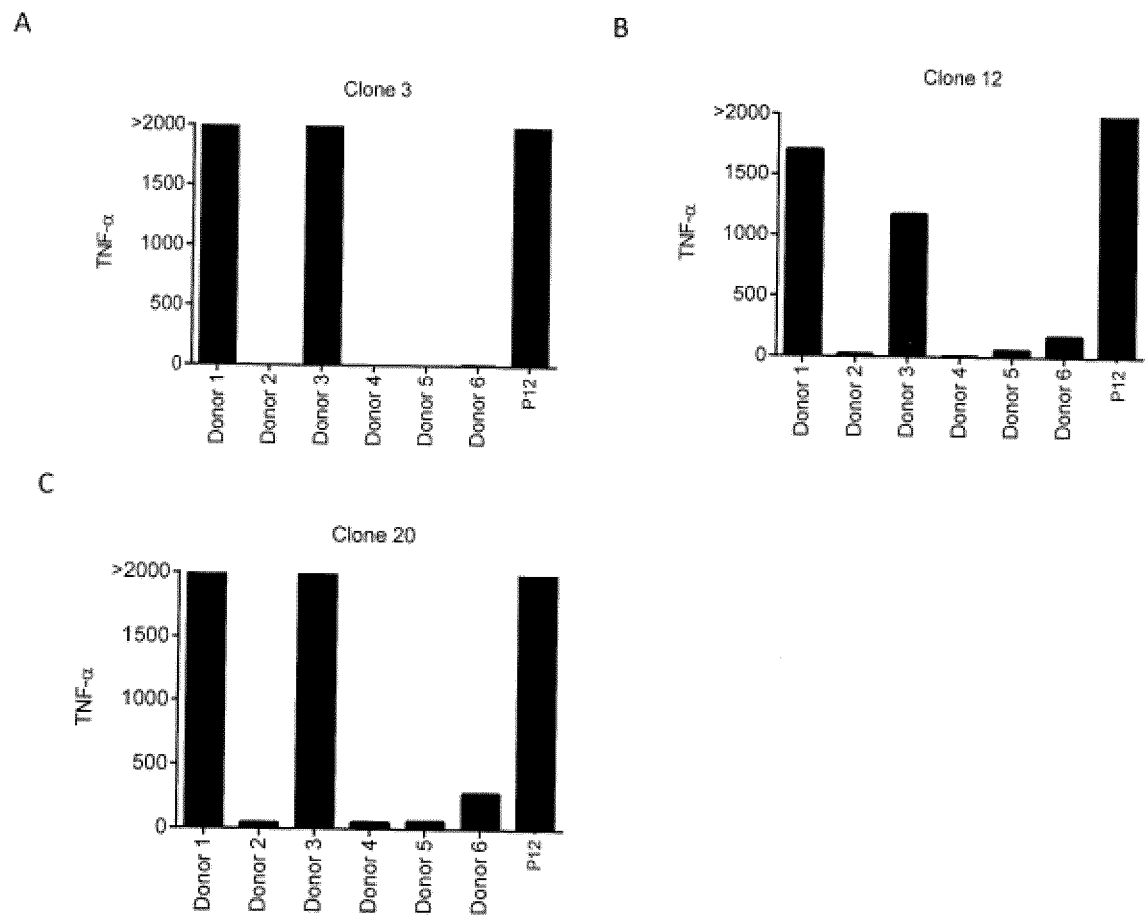 A
Clone 3
TNF-α
>2000
1500
1000
500
0
Donor 1
Donor 2
Donor 3
Donor 4
Donor 5
Donor 6
P12
B
Clone 12
TNF-α
>2000
1500
1000
500
0
Donor 1
Donor 2
Donor 3
Donor 4
Donor 5
Donor 6
P12
C
Clone 20
TNF-α
>2000
1500
1000
500
0
Donor 1
Donor 2
Donor 3
Donor 4
Donor 5
Donor 6
P12